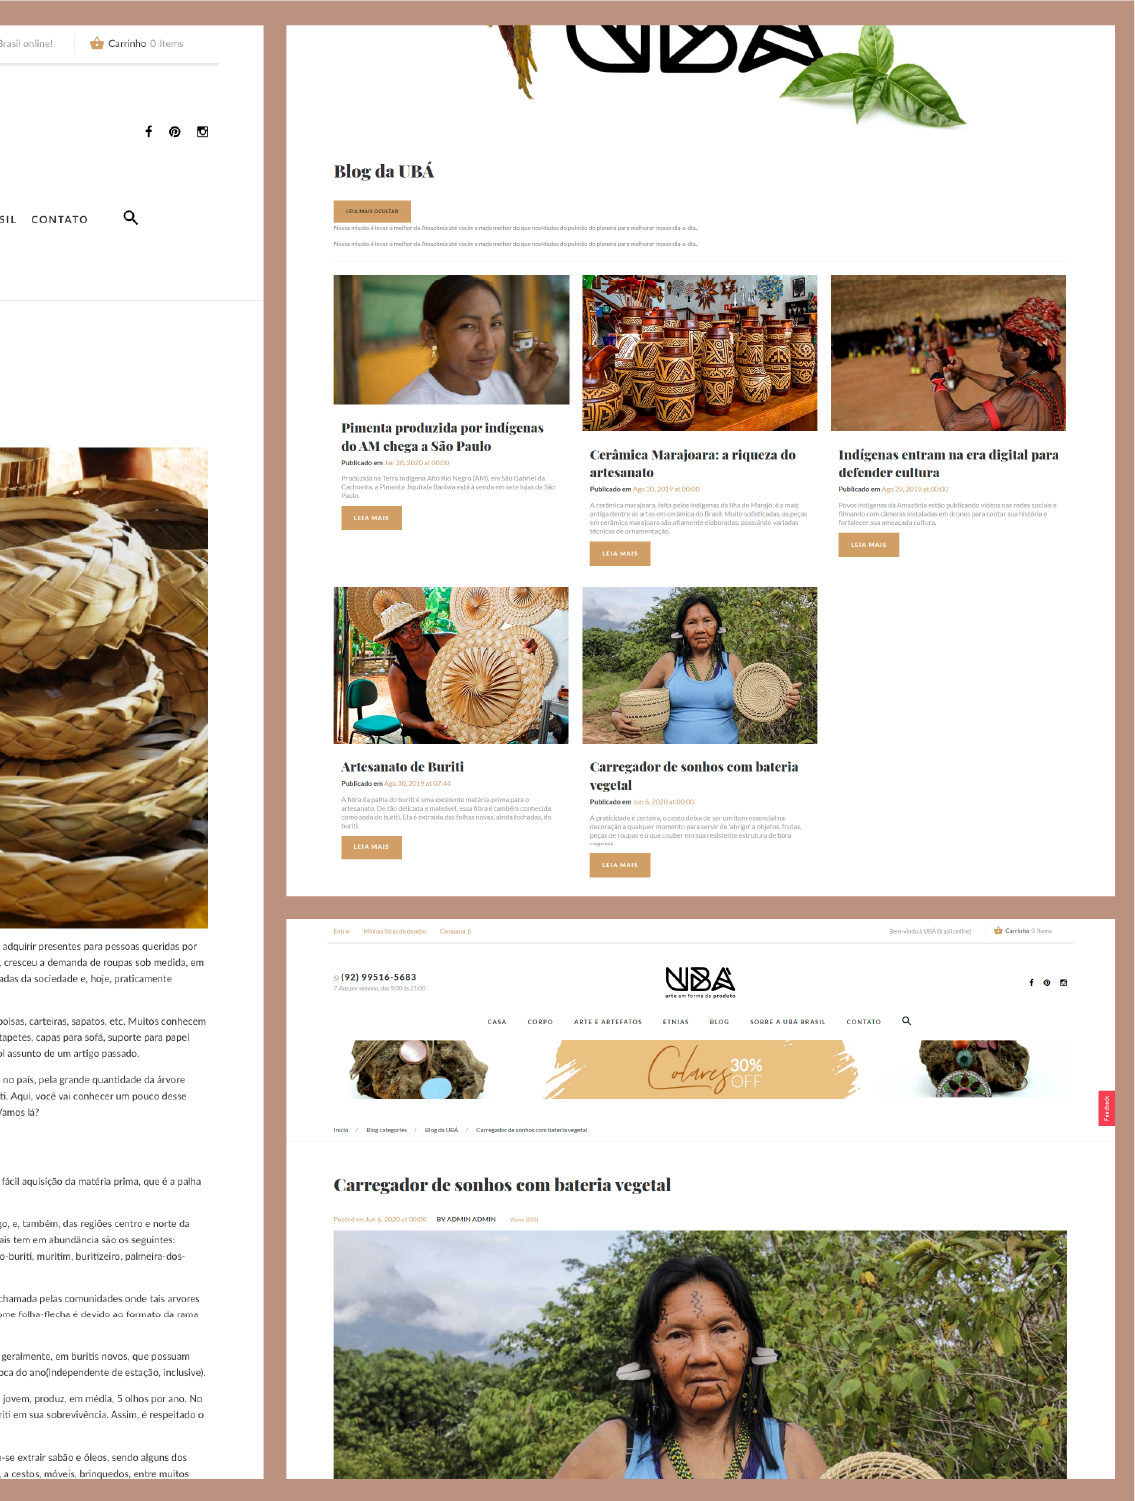 Brasil online!
Carrinho 0 Items
SIL CONTATO
adquirir presentes para pessoas queridas por
, cresceu a demanda de roupas sob medida, em
adas da sociedade e, hoje, praticamente
bolsas, carteiras, sapatos, etc. Muitos conhecem
tapetes, capas para sofá, suporte para papel
oi assunto de um artigo passado.
no país, pela grande quantidade da árvore
ti. Aqui, você vai conhecer um pouco desse
Vamos lá?
fácil aquisição da matéria prima, que é a palha
go, e, também, das regiões centro e norte da
ais tem em abundância são os seguintes:
o-buriti, muritim, buritizeiro, palmeira-dos-
chamada pelas comunidades onde tais arvores
ome folha-flecha é devido ao formato da rama
geralmente, em buritis novos, que possuam
oca do ano(independente de estação, inclusive).
jovem, produz, em média, 5 olhos por ano. No
riti em sua sobrevivência. Assim, é respeitado o
e-se extrair sabão e óleos, sendo alguns dos
, a cestos, móveis, brinquedos, entre muitos
UBÁ
Blog da UBÁ
LEIA MAIS OCULTAR
Nossa missão é levar o melhor da Amazônia até vocês e nada melhor do que novidades do pulmão do planeta para melhorar nosso dia-a-dia.
Nossa missão é levar o melhor da Amazônia até vocês e nada melhor do que novidades do pulmão do planeta para melhorar nosso dia-a-dia.
Pimenta produzida por indígenas
do AM chega a São Paulo
Publicado em Jan 28, 2020 at 00:00
Produzida na Terra Indígena Alto Rio Negro (AM), em São Gabriel da
Cachoeira, a Pimenta Jiquitaia Baniwa está à venda em sete lojas de São
Paulo.
LEIA MAIS
Cerâmica Marajoara: a riqueza do
artesanato
Publicado em Ago 30, 2019 at 00:00
A cerâmica marajoara, feita pelos indígenas da Ilha de Marajó, é a mais
antiga dentre as artes em cerâmica do Brasil. Muito sofisticadas, as peças
em cerâmica marajoara são altamente elaboradas, possuindo variadas
técnicas de ornamentação.
LEIA MAIS
Indígenas entram na era digital para
defender cultura
Publicado em Ago 29, 2019 at 00:00
Povos indígenas da Amazônia estão publicando vídeos nas redes sociais e
filmando com câmeras instaladas em drones para contar sua história e
fortalecer sua ameaçada cultura.
LEIA MAIS
Artesanato de Buriti
Publicado em Ago 30, 2019 at 07:44
A fibra da palha do buriti é uma excelente matéria-prima para o
artesanato. De tão delicada e maleável, essa fibra é também conhecida
como seda de buriti. Ela é extraída das folhas novas, ainda fechadas, do
buriti.
LEIA MAIS
Carregador de sonhos com bateria
vegetal
Publicado em Jun 6, 2020 at 00:00
A praticidade é certeira, o cesto deixa de ser um item essencial na
decoração a qualquer momento para servir de 'abrigo' a objetos, frutas,
peças de roupas e o que couber em sua resistente estrutura de fibra
vegetal.
LEIA MAIS
Entrar Minhas listas de desejos Comparar ()
Bem-vindo à UBÁ Brasil online!
Carrinho 0 Items
(92) 99516-5683
7 dias por semana, das 9:00 às 21:00
UBÁ
arte em forma de produto
CASA CORPO ARTE E ARTEFATOS ETNIAS BLOG SOBRE A UBÁ BRASIL CONTATO
Colares 30%
OFF
Feedback
Início / Blog categories / Blog da UBÁ / Carregador de sonhos com bateria vegetal
Carregador de sonhos com bateria vegetal
Posted on Jun 6, 2020 at 00:00 BY ADMIN ADMIN Views (502)